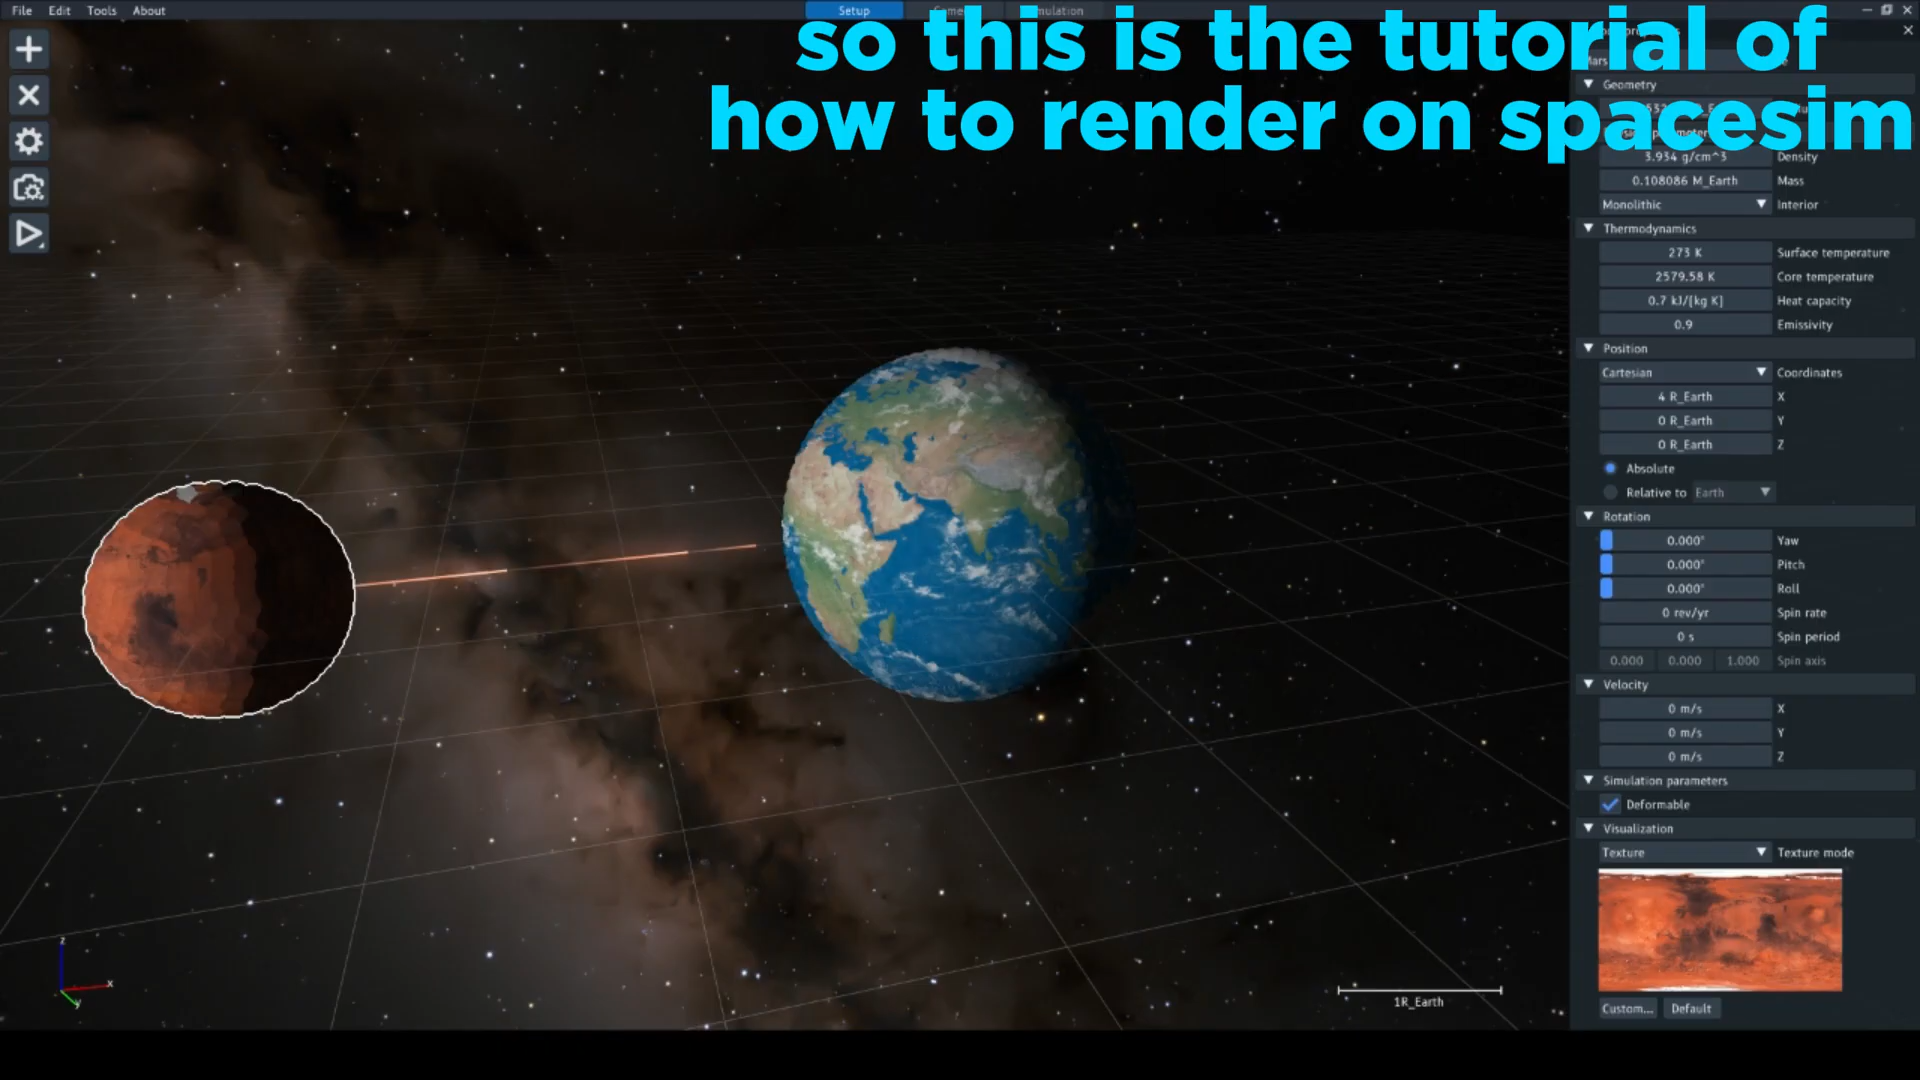 File Edit Tools About
Setup
so this is the tutorial of
how to render on spacesim
Geometry
3.934 g/cm^3 Density
0.108086 M_Earth Mass
Monolithic Interior
Thermodynamics
273 K Surface temperature
2579.58 K Core temperature
0.7 kJ/[kg K] Heat capacity
0.9 Emissivity
Position
Cartesian Coordinates
4 R_Earth X
0 R_Earth Y
0 R_Earth Z
Absolute
Relative to Earth
Rotation
0.000° Yaw
0.000° Pitch
0.000° Roll
0 rev/yr Spin rate
0 s Spin period
0.000 0.000 1.000 Spin axis
Velocity
0 m/s X
0 m/s Y
0 m/s Z
Simulation parameters
Deformable
Visualization
Texture Texture mode
Custom... Default
z
x
y
1R_Earth